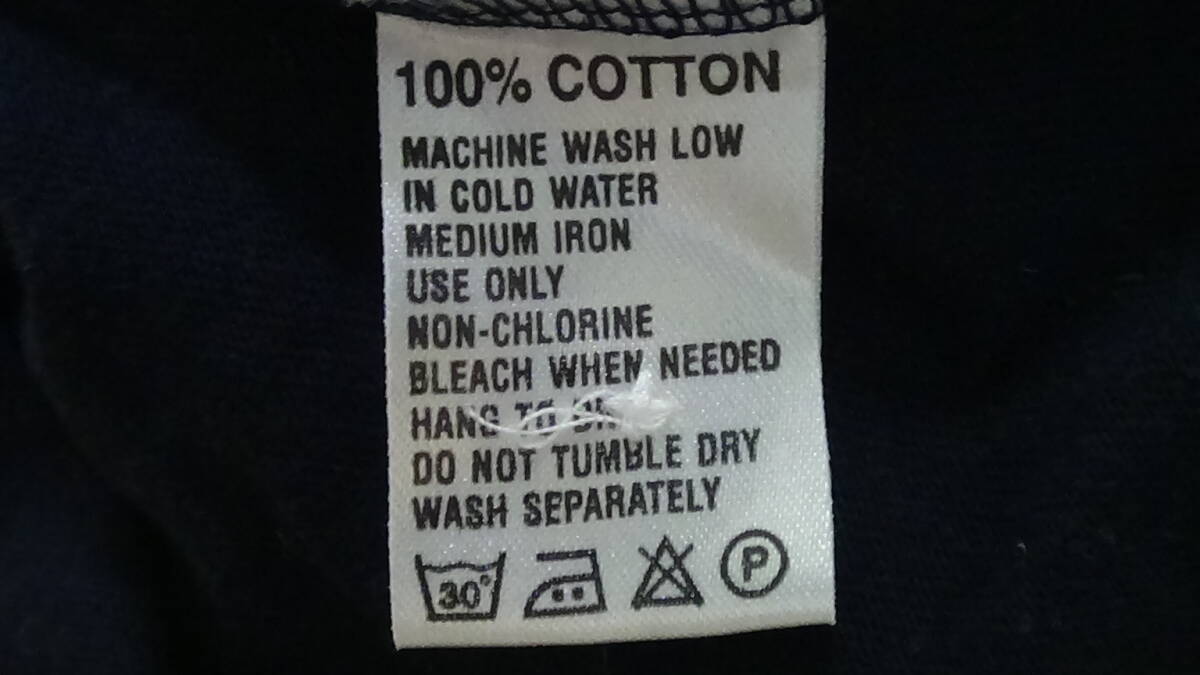 100% COTTON
MACHINE WASH LOW
IN COLD WATER
MEDIUM IRON
USE ONLY
NON-CHLORINE
BLEACH WHEN NEEDED
HANG TO
DO NOT TUMBLE DRY
WASH SEPARATELY
30° P